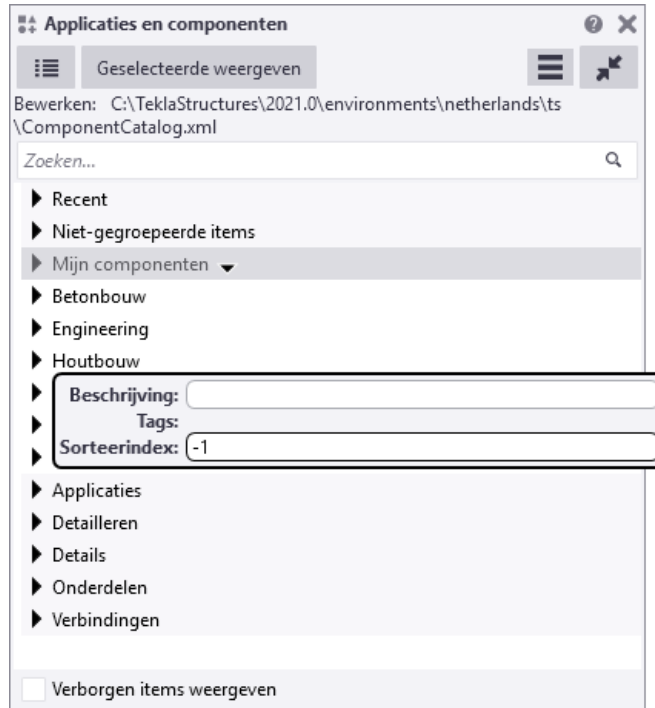 Applicaties en componenten
Geselecteerde weergeven
Bewerken: C:\TeklaStructures\2021.0\environments\netherlands\ts
\ComponentCatalog.xml
Zoeken...
Recent
Niet-gegroepeerde items
Mijn componenten
Betonbouw
Engineering
Houtbouw
Beschrijving:
Tags:
Sorteerindex: -1
Applicaties
Detailleren
Details
Onderdelen
Verbindingen
Verborgen items weergeven